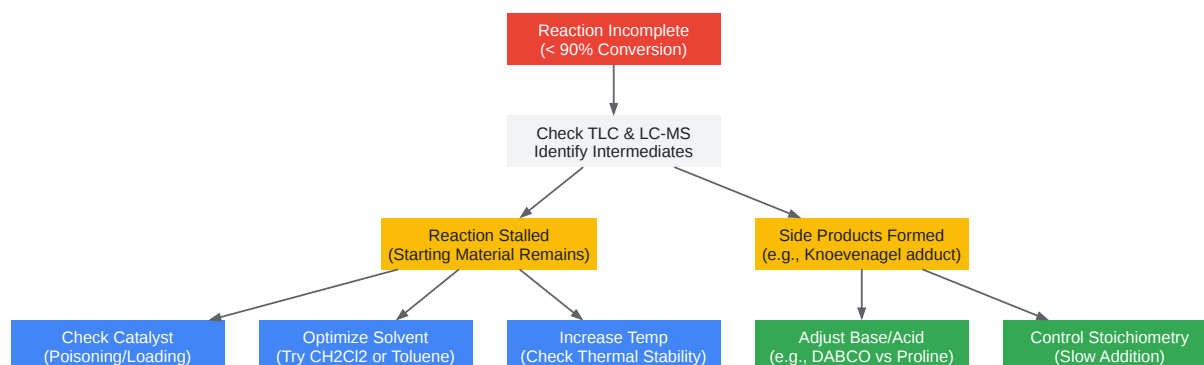 Reaction Incomplete
(< 90% Conversion)
Check TLC & LC-MS
Identify Intermediates
Reaction Stalled
(Starting Material Remains)
Side Products Formed
(e.g., Knoevenagel adduct)
Check Catalyst
(Poisoning/Loading)
Optimize Solvent
(Try CH2Cl2 or Toluene)
Increase Temp
(Check Thermal Stability)
Adjust Base/Acid
(e.g., DABCO vs Proline)
Control Stoichiometry
(Slow Addition)